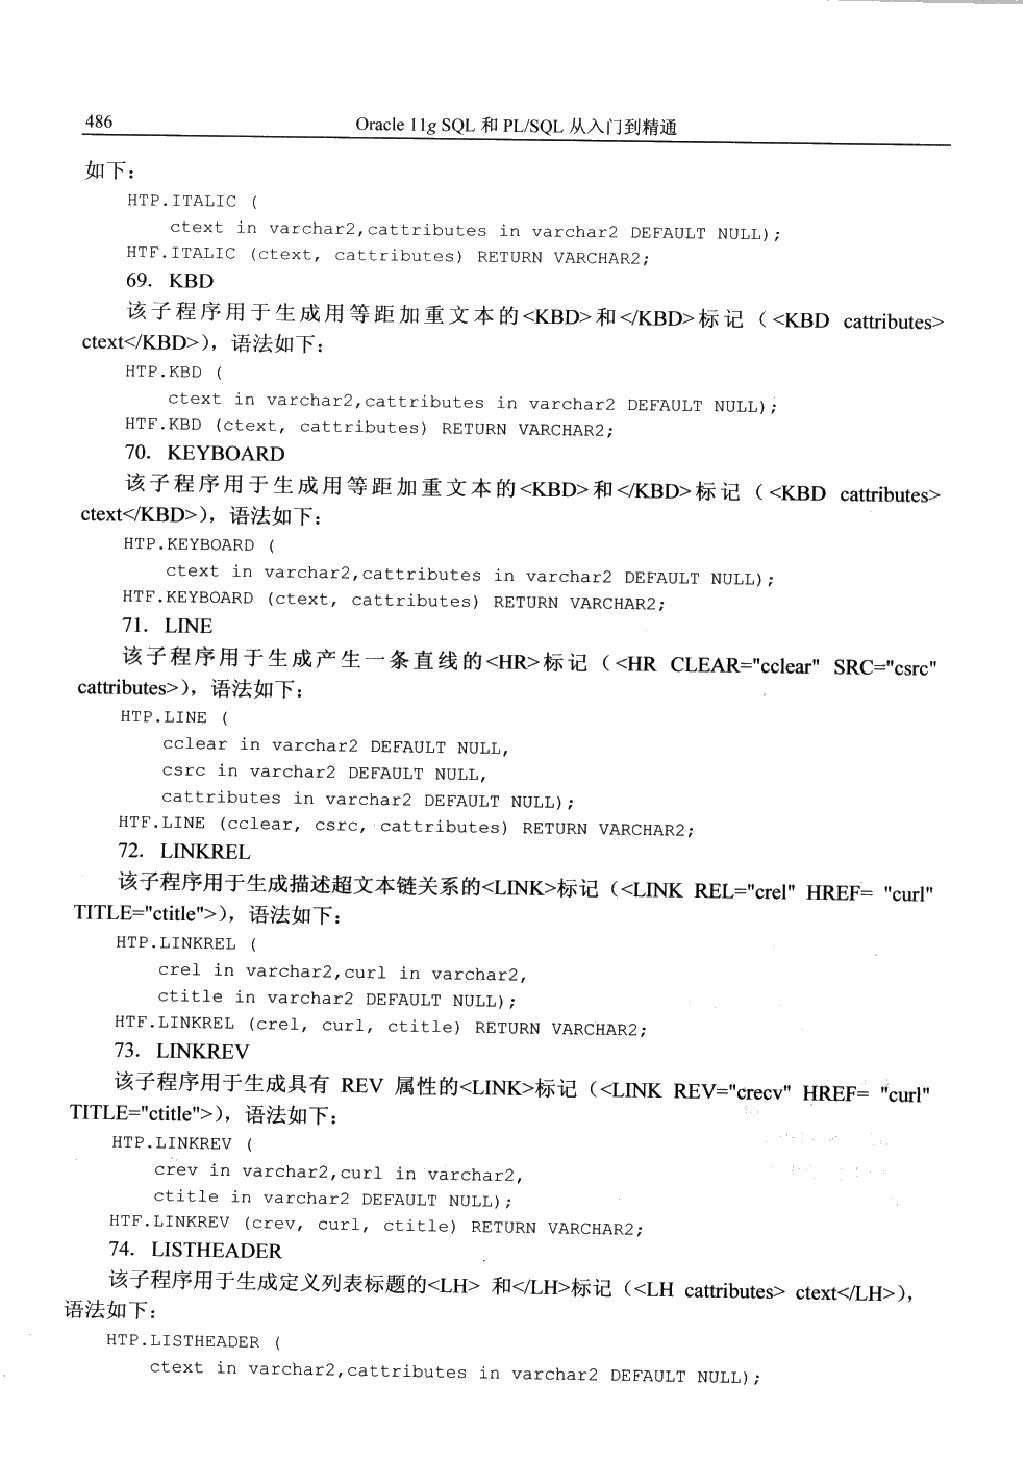 486
Oracle 11g SQL 和 PL/SQL 从入门到精通
如下：
HTP.ITALIC (
ctext in varchar2,cattributes in varchar2 DEFAULT NULL);
HTF.ITALIC (ctext, cattributes) RETURN VARCHAR2;
69. KBD
该子程序用于生成用等距加重文本的<KBD>和</KBD>标记（<KBD cattributes>
ctext</KBD>），语法如下：
HTP.KBD (
ctext in varchar2,cattributes in varchar2 DEFAULT NULL);
HTF.KBD (ctext, cattributes) RETURN VARCHAR2;
70. KEYBOARD
该子程序用于生成用等距加重文本的<KBD>和</KBD>标记（<KBD cattributes>
ctext</KBD>），语法如下：
HTP.KEYBOARD (
ctext in varchar2,cattributes in varchar2 DEFAULT NULL);
HTF.KEYBOARD (ctext, cattributes) RETURN VARCHAR2;
71. LINE
该子程序用于生成产生一条直线的<HR>标记（<HR CLEAR="cclear" SRC="csrc"
cattributes>），语法如下：
HTP.LINE (
cclear in varchar2 DEFAULT NULL,
csrc in varchar2 DEFAULT NULL,
cattributes in varchar2 DEFAULT NULL);
HTF.LINE (cclear, csrc, cattributes) RETURN VARCHAR2;
72. LINKREL
该子程序用于生成描述超文本链关系的<LINK>标记（<LINK REL="crel" HREF= "curl"
TITLE="ctitle">），语法如下：
HTP.LINKREL (
crel in varchar2,curl in varchar2,
ctitle in varchar2 DEFAULT NULL);
HTF.LINKREL (crel, curl, ctitle) RETURN VARCHAR2;
73. LINKREV
该子程序用于生成具有 REV 属性的<LINK>标记（<LINK REV="crecv" HREF= "curl"
TITLE="ctitle">），语法如下：
HTP.LINKREV (
crev in varchar2,curl in varchar2,
ctitle in varchar2 DEFAULT NULL);
HTF.LINKREV (crev, curl, ctitle) RETURN VARCHAR2;
74. LISTHEADER
该子程序用于生成定义列表标题的<LH> 和</LH>标记（<LH cattributes> ctext</LH>），
语法如下：
HTP.LISTHEADER (
ctext in varchar2,cattributes in varchar2 DEFAULT NULL);